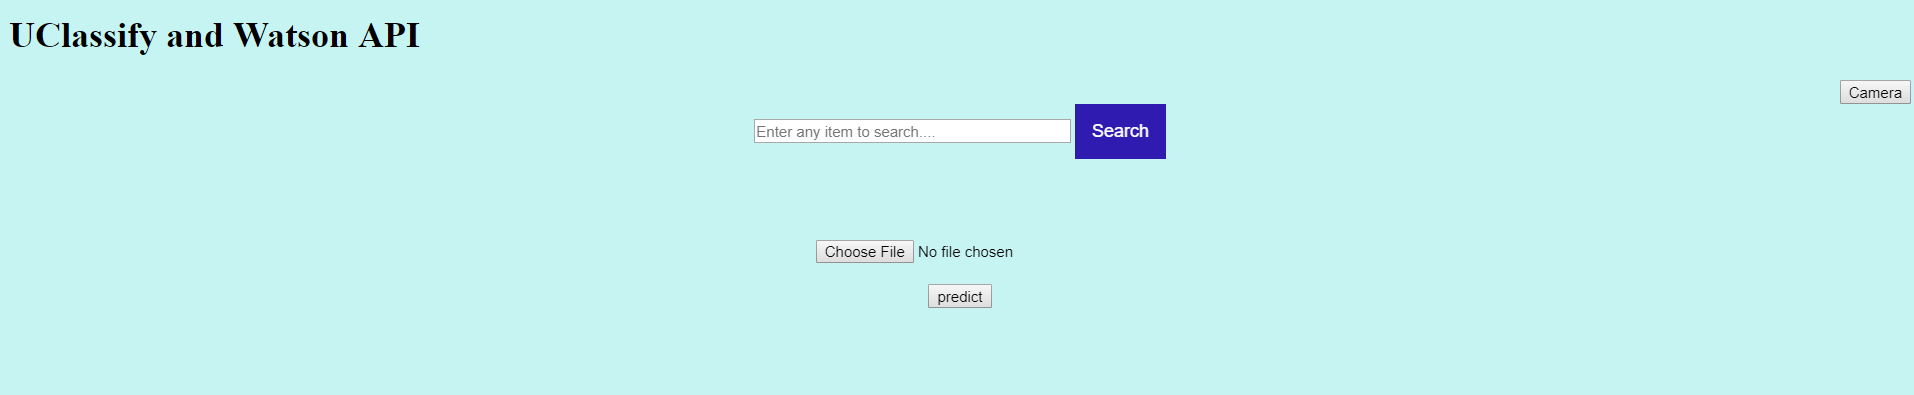 UClassify and Watson API
Camera
Enter any item to search.... Search
Choose File No file chosen
predict